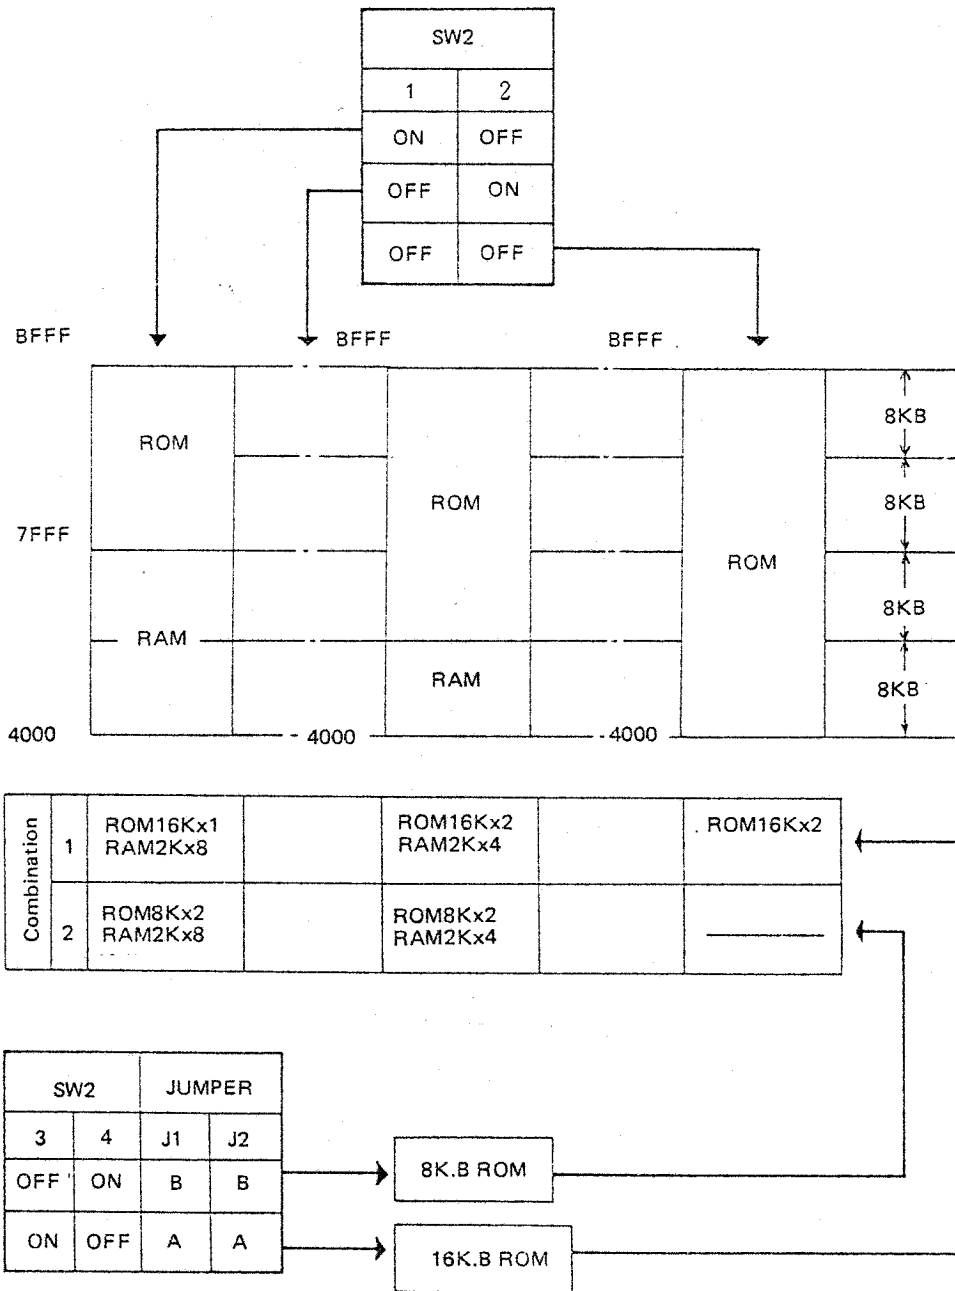 SW2
1 2
ON OFF
OFF ON
OFF OFF
BFFF BFFF BFFF
8KB
ROM
ROM 8KB
7FFF
ROM
8KB
RAM
RAM 8KB
4000 4000 4000
Combination
1 ROM16Kx1 ROM16Kx2 ROM16Kx2
RAM2Kx8 RAM2Kx4
2 ROM8Kx2 ROM8Kx2
RAM2Kx8 RAM2Kx4
SW2 JUMPER
3 4 J1 J2
OFF ON B B
8K.B ROM
ON OFF A A
16K.B ROM